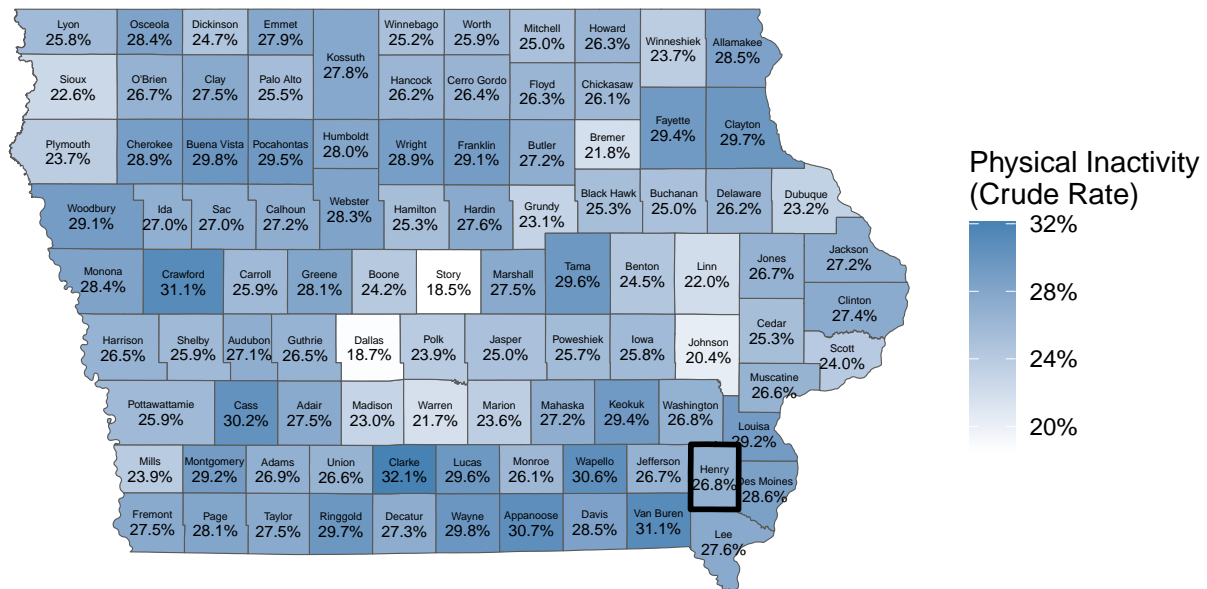 Lyon
25.8%
Osceola
28.4%
Dickinson
24.7%
Emmet
27.9%
Kossuth
27.8%
Winnebago
25.2%
Worth
25.9%
Mitchell
25.0%
Howard
26.3%
Winneshiek
23.7%
Allamakee
28.5%
Sioux
22.6%
O'Brien
26.7%
Clay
27.5%
Palo Alto
25.5%
Hancock
26.2%
Cerro Gordo
26.4%
Floyd
26.3%
Chickasaw
26.1%
Plymouth
23.7%
Cherokee
28.9%
Buena Vista
29.8%
Pocahontas
29.5%
Humboldt
28.0%
Wright
28.9%
Franklin
29.1%
Butler
27.2%
Bremer
21.8%
Fayette
29.4%
Clayton
29.7%
Woodbury
29.1%
Ida
27.0%
Sac
27.0%
Calhoun
27.2%
Webster
28.3%
Hamilton
25.3%
Hardin
27.6%
Grundy
23.1%
Black Hawk
25.3%
Buchanan
25.0%
Delaware
26.2%
Dubuque
23.2%
Monona
28.4%
Crawford
31.1%
Carroll
25.9%
Greene
28.1%
Boone
24.2%
Story
18.5%
Marshall
27.5%
Tama
29.6%
Benton
24.5%
Linn
22.0%
Jones
26.7%
Jackson
27.2%
Clinton
27.4%
Harrison
26.5%
Shelby
25.9%
Audubon
27.1%
Guthrie
26.5%
Dallas
18.7%
Polk
23.9%
Jasper
25.0%
Poweshiek
25.7%
Iowa
25.8%
Johnson
20.4%
Cedar
25.3%
Scott
24.0%
Muscatine
26.6%
Pottawattamie
25.9%
Cass
30.2%
Adair
27.5%
Madison
23.0%
Warren
21.7%
Marion
23.6%
Mahaska
27.2%
Keokuk
29.4%
Washington
26.8%
Louisa
29.2%
Mills
23.9%
Montgomery
29.2%
Adams
26.9%
Union
26.6%
Clarke
32.1%
Lucas
29.6%
Monroe
26.1%
Wapello
30.6%
Jefferson
26.7%
Henry
26.8%
Des Moines
28.6%
Fremont
27.5%
Page
28.1%
Taylor
27.5%
Ringgold
29.7%
Decatur
27.3%
Wayne
29.8%
Appanoose
30.7%
Davis
28.5%
Van Buren
31.1%
Lee
27.6%
Physical Inactivity
(Crude Rate)
32%
28%
24%
20%